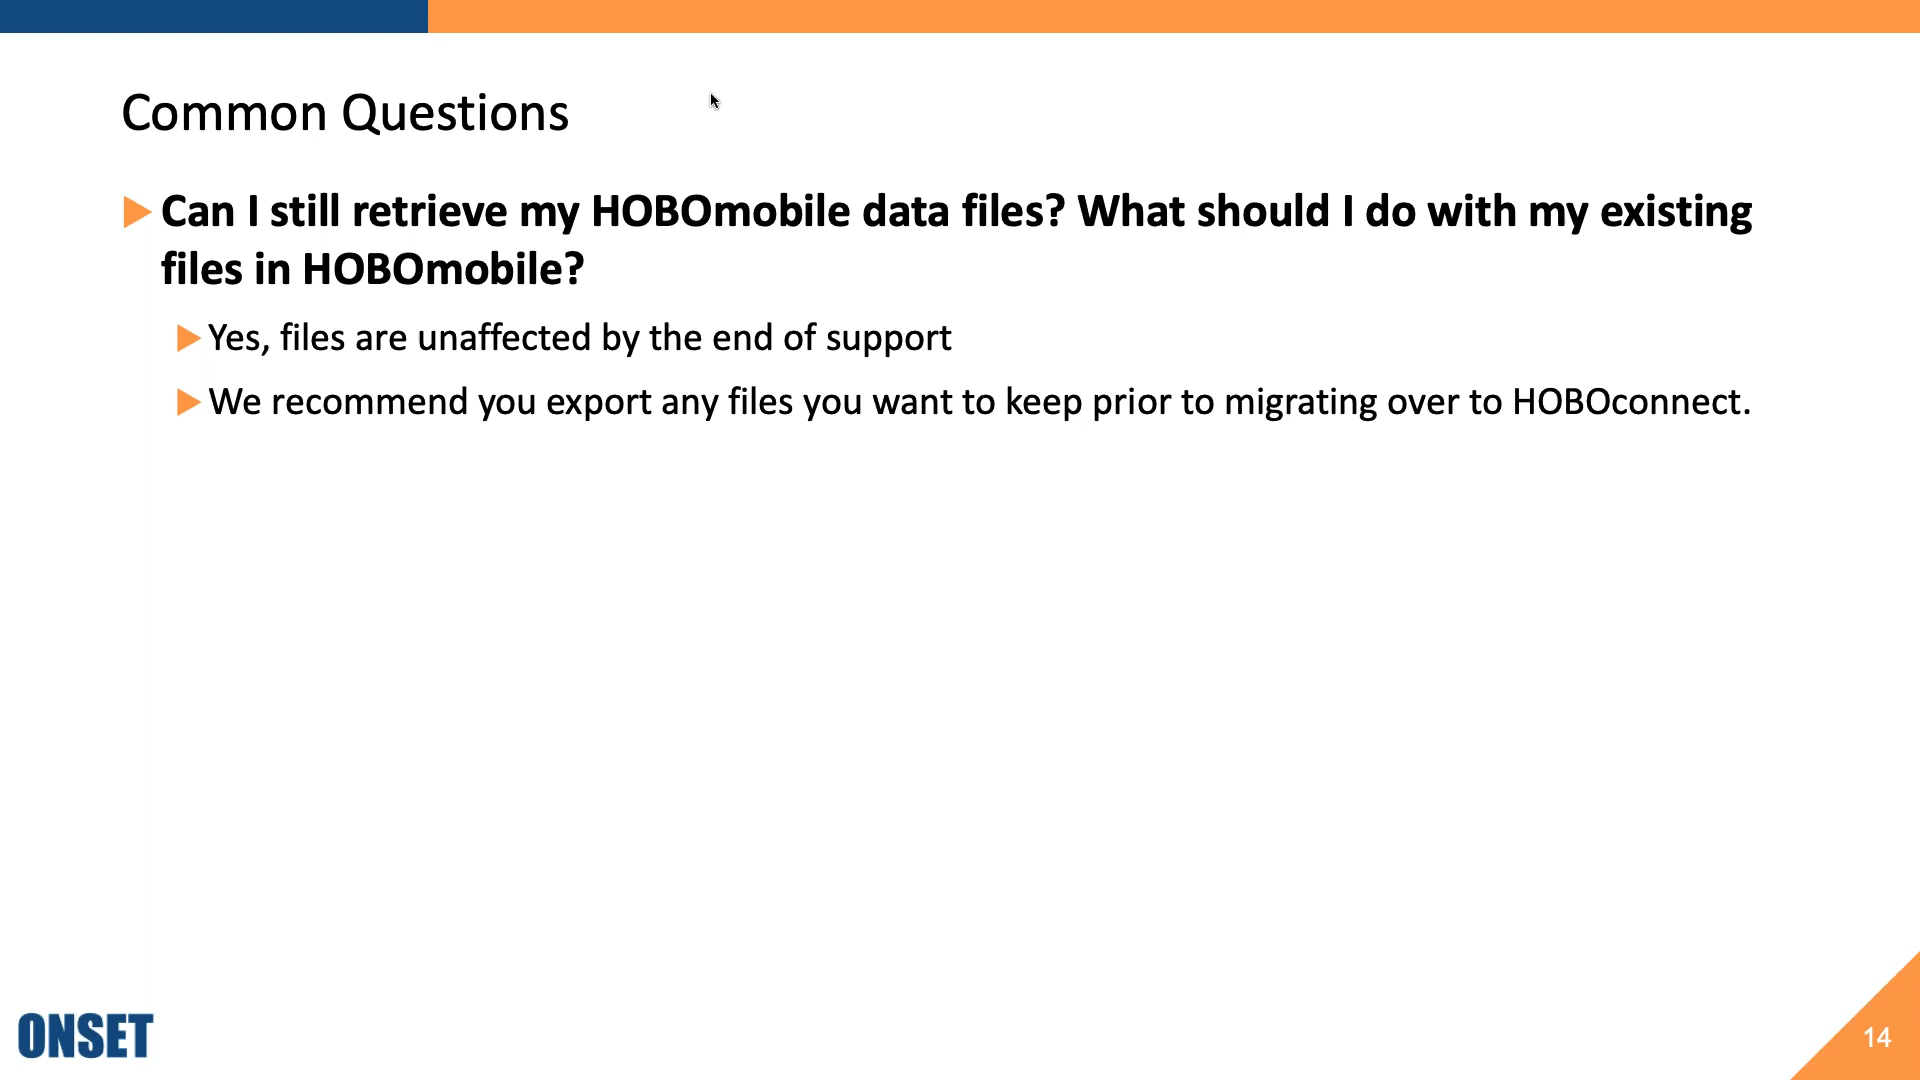 Common Questions
Can I still retrieve my HOBOmobile data files? What should I do with my existing
files in HOBOmobile?
Yes, files are unaffected by the end of support
We recommend you export any files you want to keep prior to migrating over to HOBOconnect.
ONSET
14